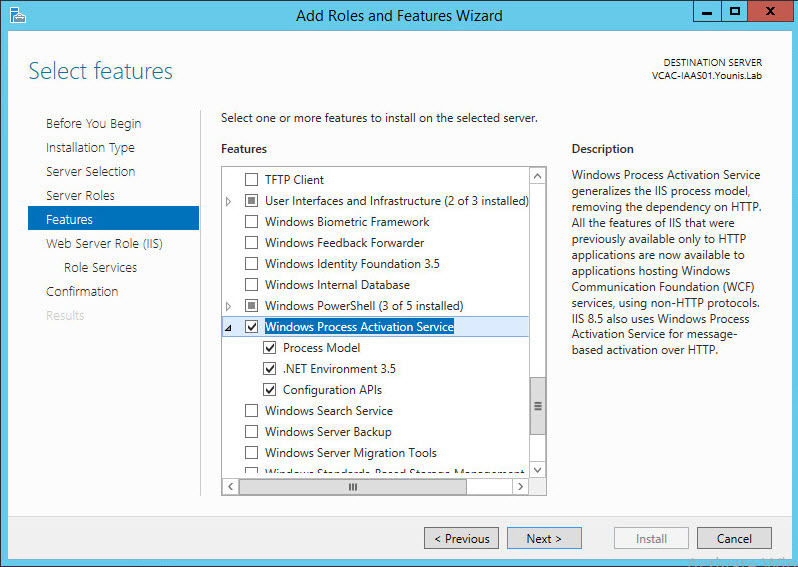 Add Roles and Features Wizard
Select features
DESTINATION SERVER
VCAC-IAAS01.Younis.Lab
Before You Begin
Installation Type
Server Selection
Server Roles
Features
Web Server Role (IIS)
Role Services
Confirmation
Results
Select one or more features to install on the selected server.
Features
TFTP Client
User Interfaces and Infrastructure (2 of 3 installed)
Windows Biometric Framework
Windows Feedback Forwarder
Windows Identity Foundation 3.5
Windows Internal Database
Windows PowerShell (3 of 5 installed)
Windows Process Activation Service
Process Model
.NET Environment 3.5
Configuration APIs
Windows Search Service
Windows Server Backup
Windows Server Migration Tools
Windows Standards-Based Storage Management
Description
Windows Process Activation Service
generalizes the IIS process model,
removing the dependency on HTTP.
All the features of IIS that were
previously available only to HTTP
applications are now available to
applications hosting Windows
Communication Foundation (WCF)
services, using non-HTTP protocols.
IIS 8.5 also uses Windows Process
Activation Service for message-
based activation over HTTP.
< Previous
Next >
Install
Cancel